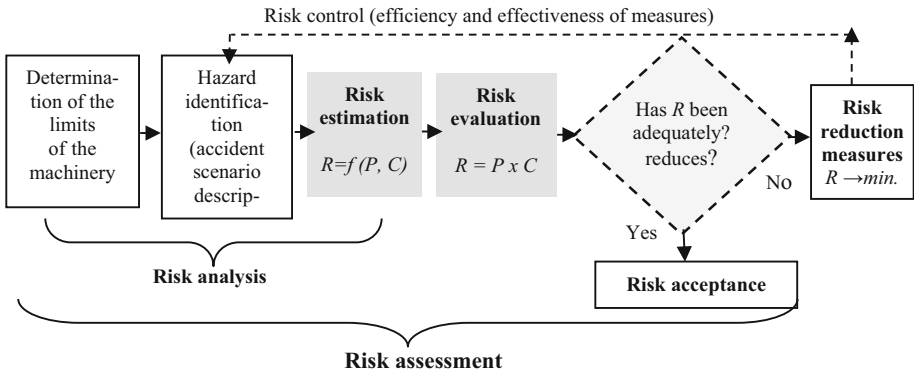 Risk control (efficiency and effectiveness of measures)
Determina-
tion of the
limits
of the
machinery
Hazard
identifica-
tion
(accident
scenario
descrip-
Risk
estimation
R=f (P, C)
Risk
evaluation
R = P x C
Has R been
adequately?
reduces?
No
Yes
Risk
reduction
measures
R →min.
Risk acceptance
Risk analysis
Risk assessment